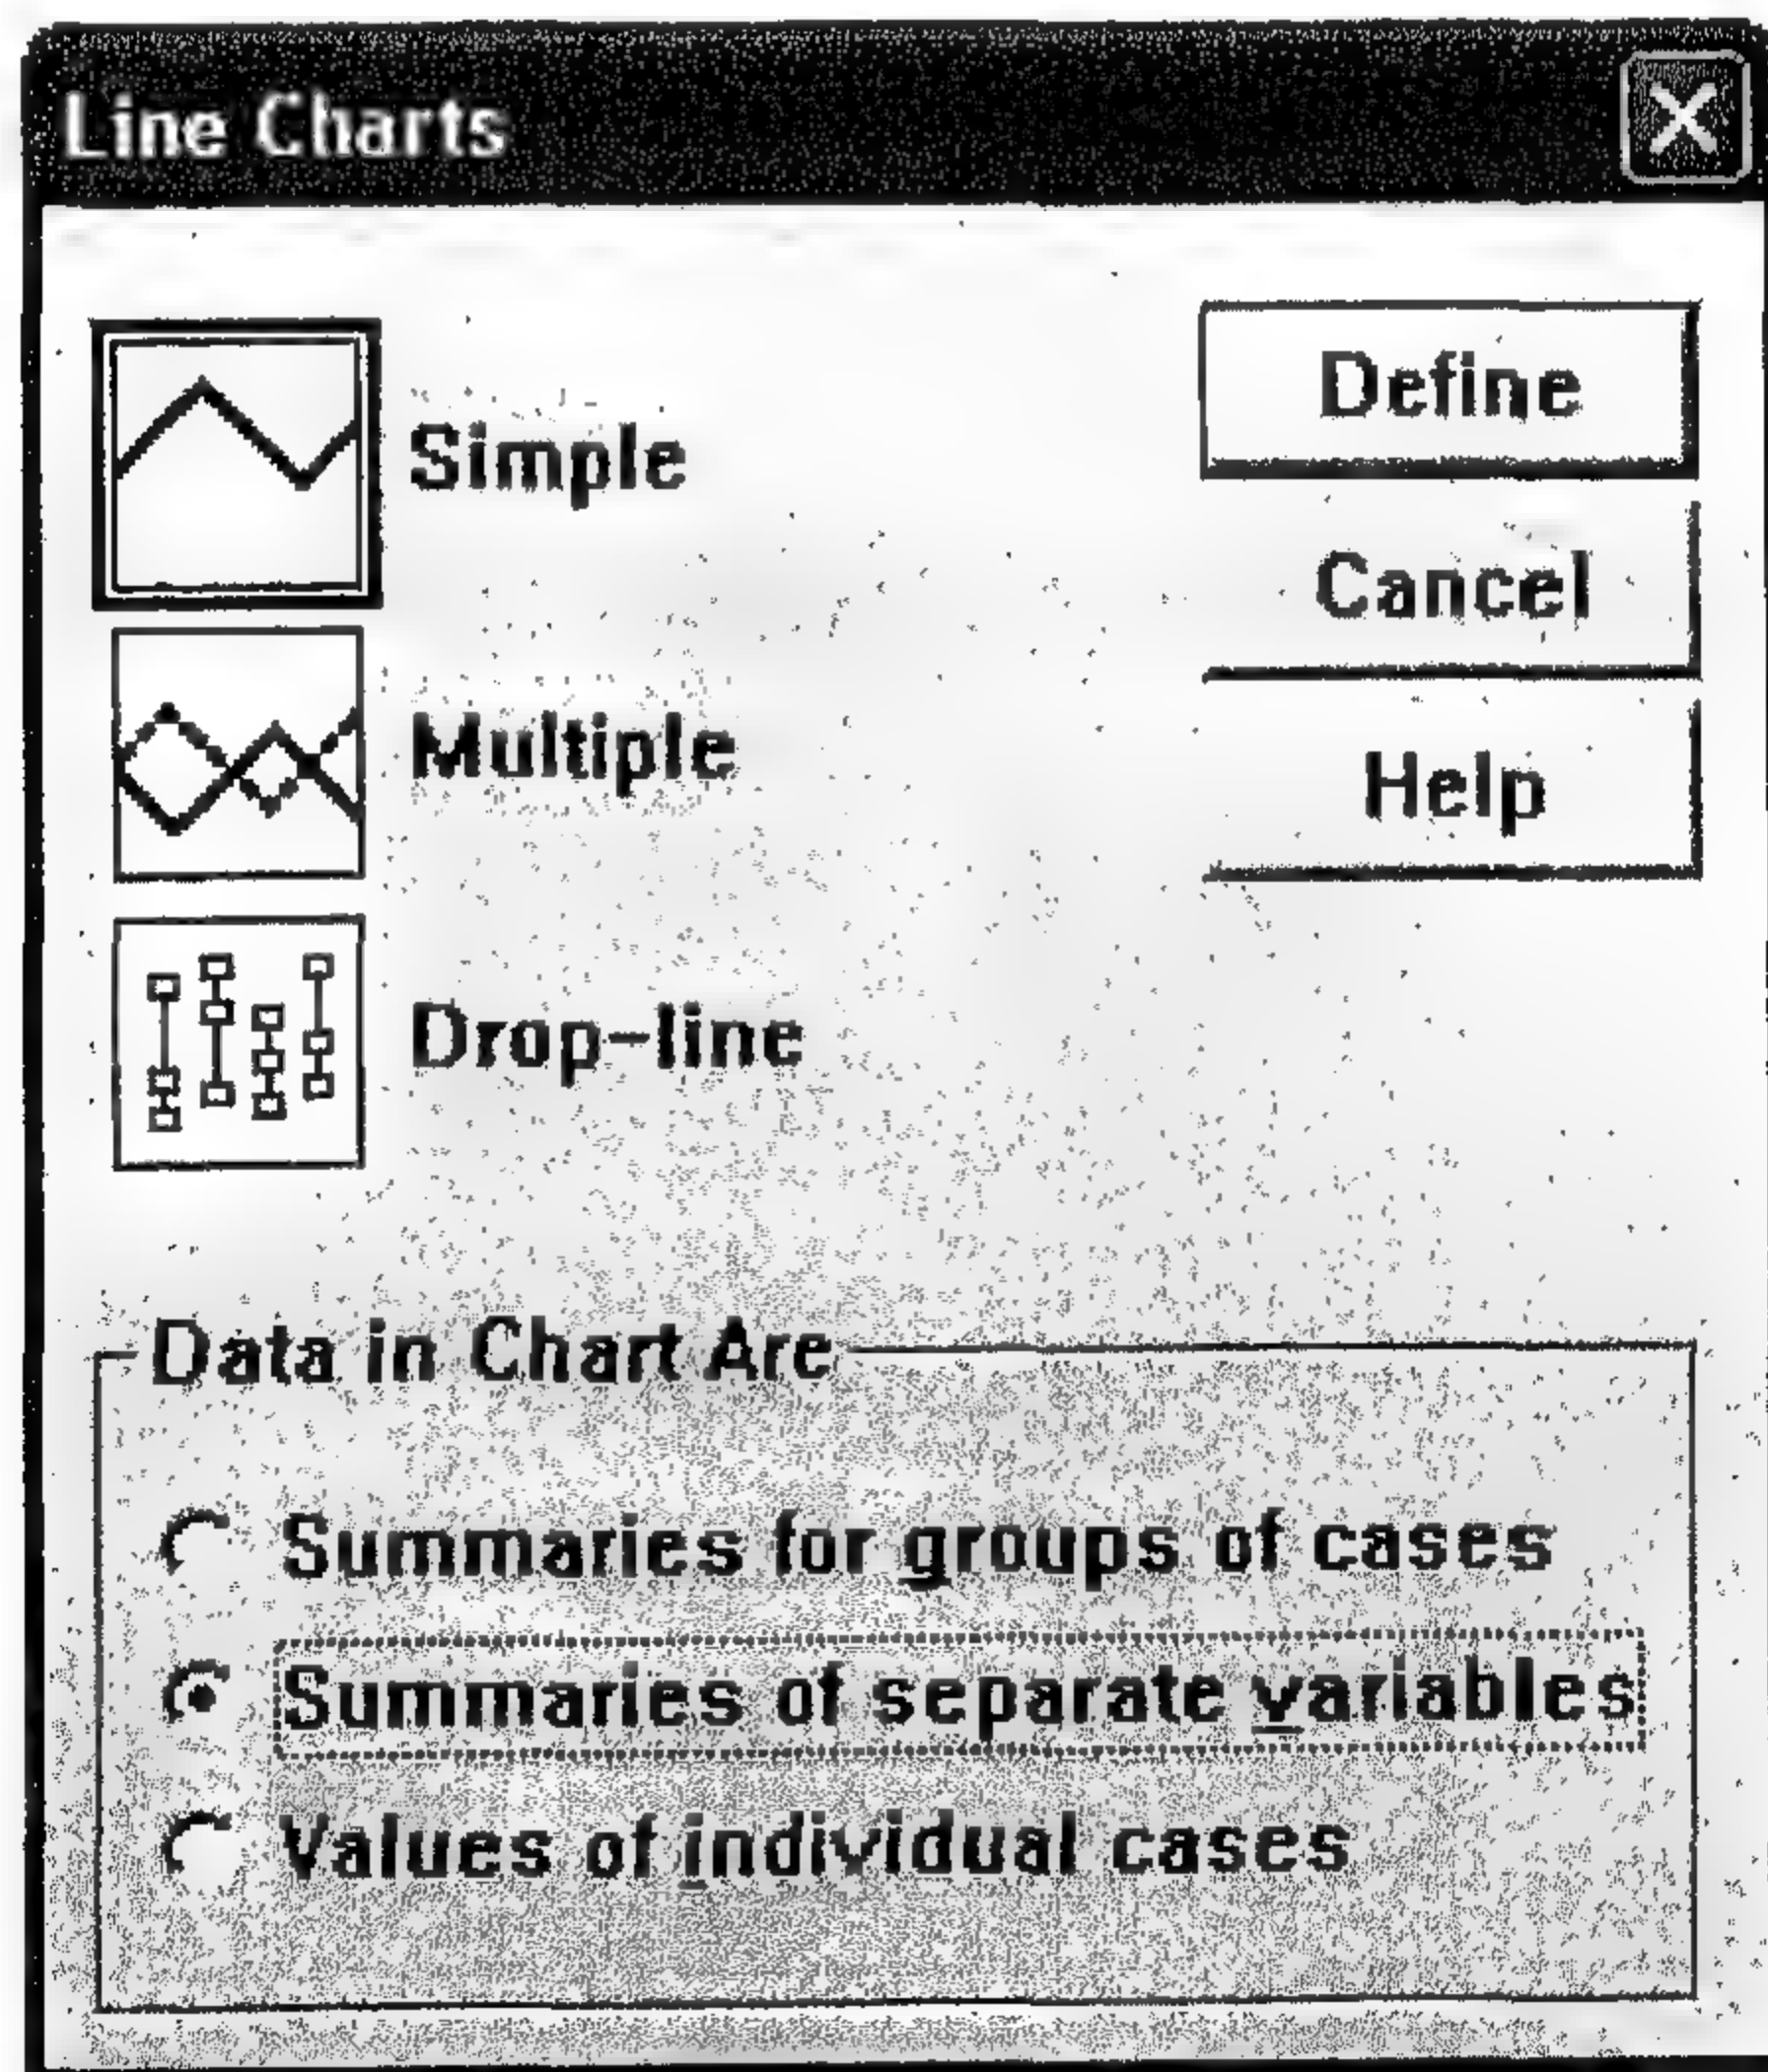 Line Charts
Simple
Define
Cancel
Multiple
Help
Drop-line
Data in Chart Are
Summaries for groups of cases
Summaries of separate variables
Values of individual cases